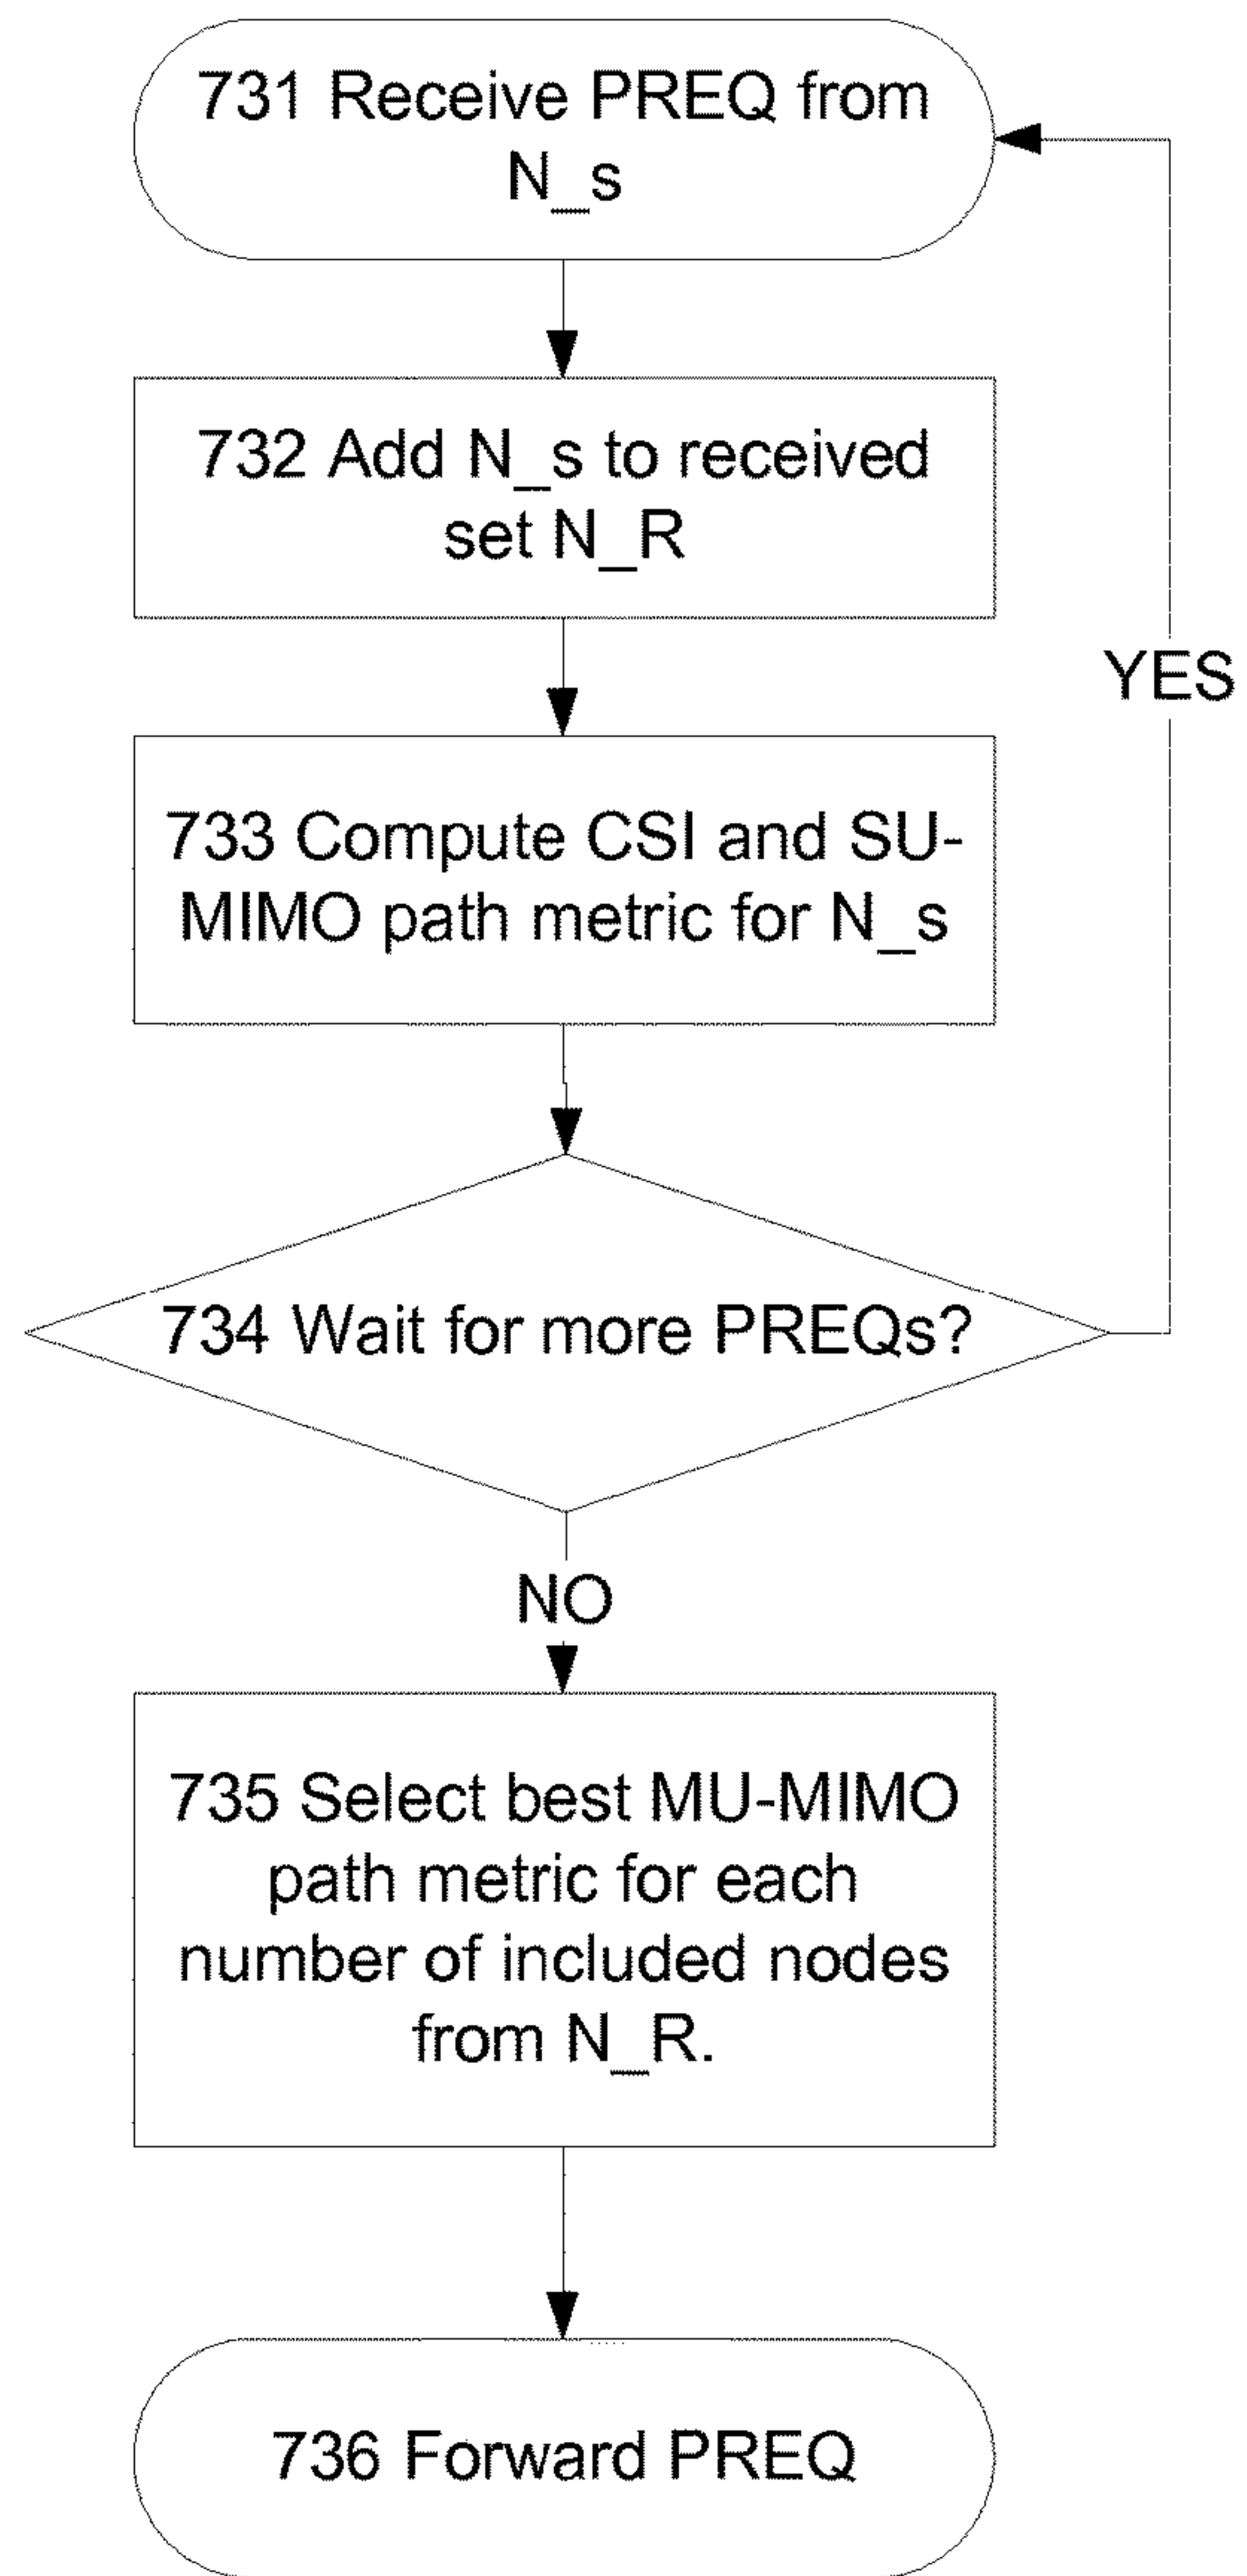 731 Receive PREQ from
N_s
732 Add N_s to received
set N_R
733 Compute CSI and SU-
MIMO path metric for N_s
YES
734 Wait for more PREQs?
NO
735 Select best MU-MIMO
path metric for each
number of included nodes
from N_R.
736 Forward PREQ